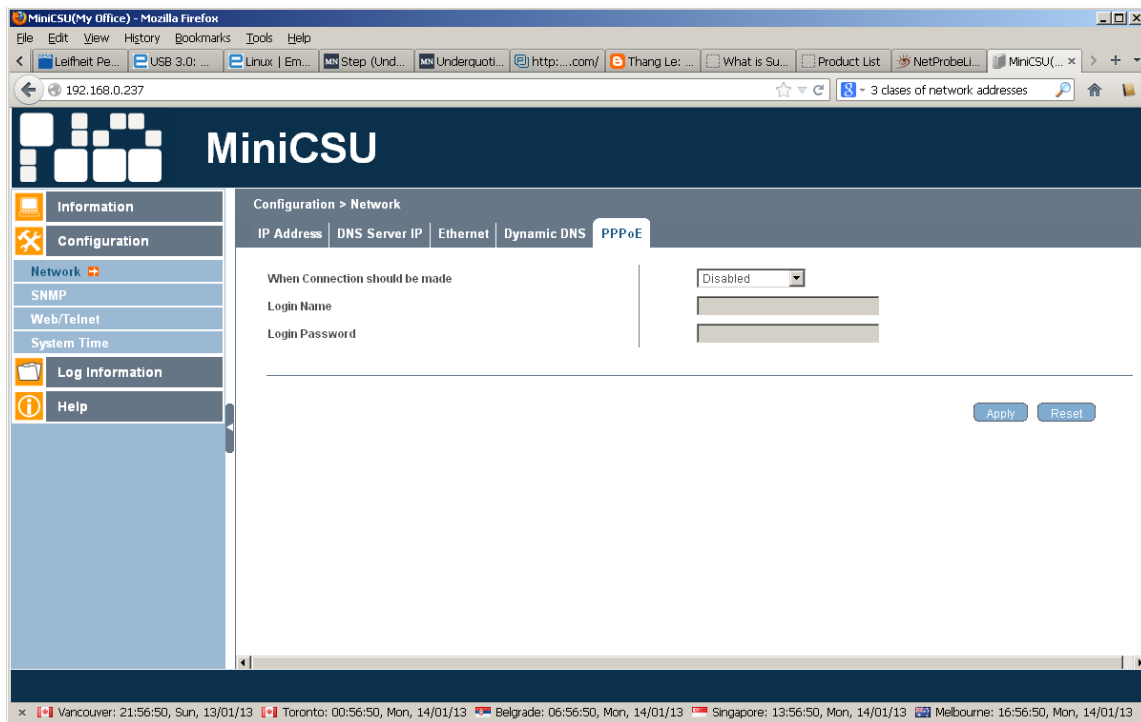 MiniCSU(My Office) - Mozilla Firefox
File Edit View History Bookmarks Tools Help
Leifheit Pe... USB 3.0: ... Linux | Em... Step (Und... Underquoti... http:....com/ Thang Le: ... What is Su... Product List NetProbeLi... MiniCSU(...
192.168.0.237 3 clases of network addresses
MiniCSU
Information
Configuration
Network
SNMP
Web/Telnet
System Time
Log Information
Help
Configuration > Network
IP Address DNS Server IP Ethernet Dynamic DNS PPPoE
When Connection should be made Disabled
Login Name
Login Password
Apply Reset
Vancouver: 21:56:50, Sun, 13/01/13 Toronto: 00:56:50, Mon, 14/01/13 Belgrade: 06:56:50, Mon, 14/01/13 Singapore: 13:56:50, Mon, 14/01/13 Melbourne: 16:56:50, Mon, 14/01/13